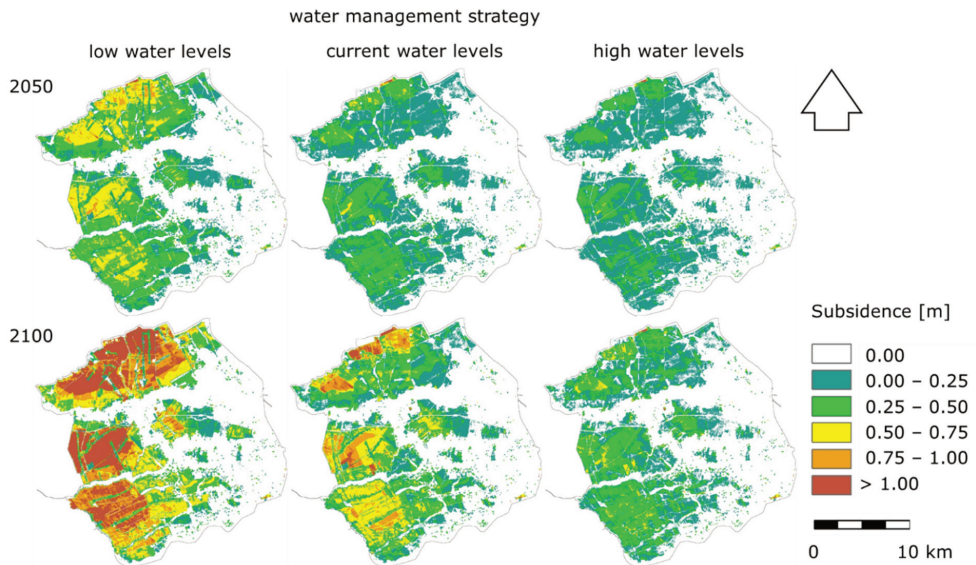 water management strategy
low water levels
current water levels
high water levels
2050
2100
Subsidence [m]
0.00
0.00 – 0.25
0.25 – 0.50
0.50 – 0.75
0.75 – 1.00
> 1.00
0 10 km